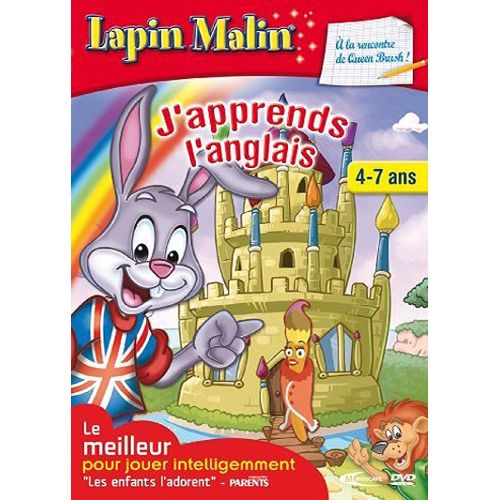 Lapin Malin®
À la rencontre
de Queen Brush !
J'apprends
l'anglais
4-7 ans
Le
meilleur
pour jouer intelligemment
"Les enfants l'adorent" - PARENTS
MINDSCAPE DVD